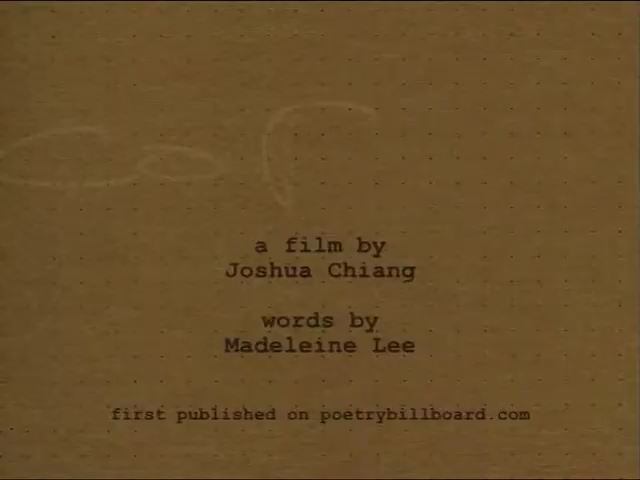 a film by
Joshua Chiang
words by
Madeleine Lee
first published on poetrybillboard.com